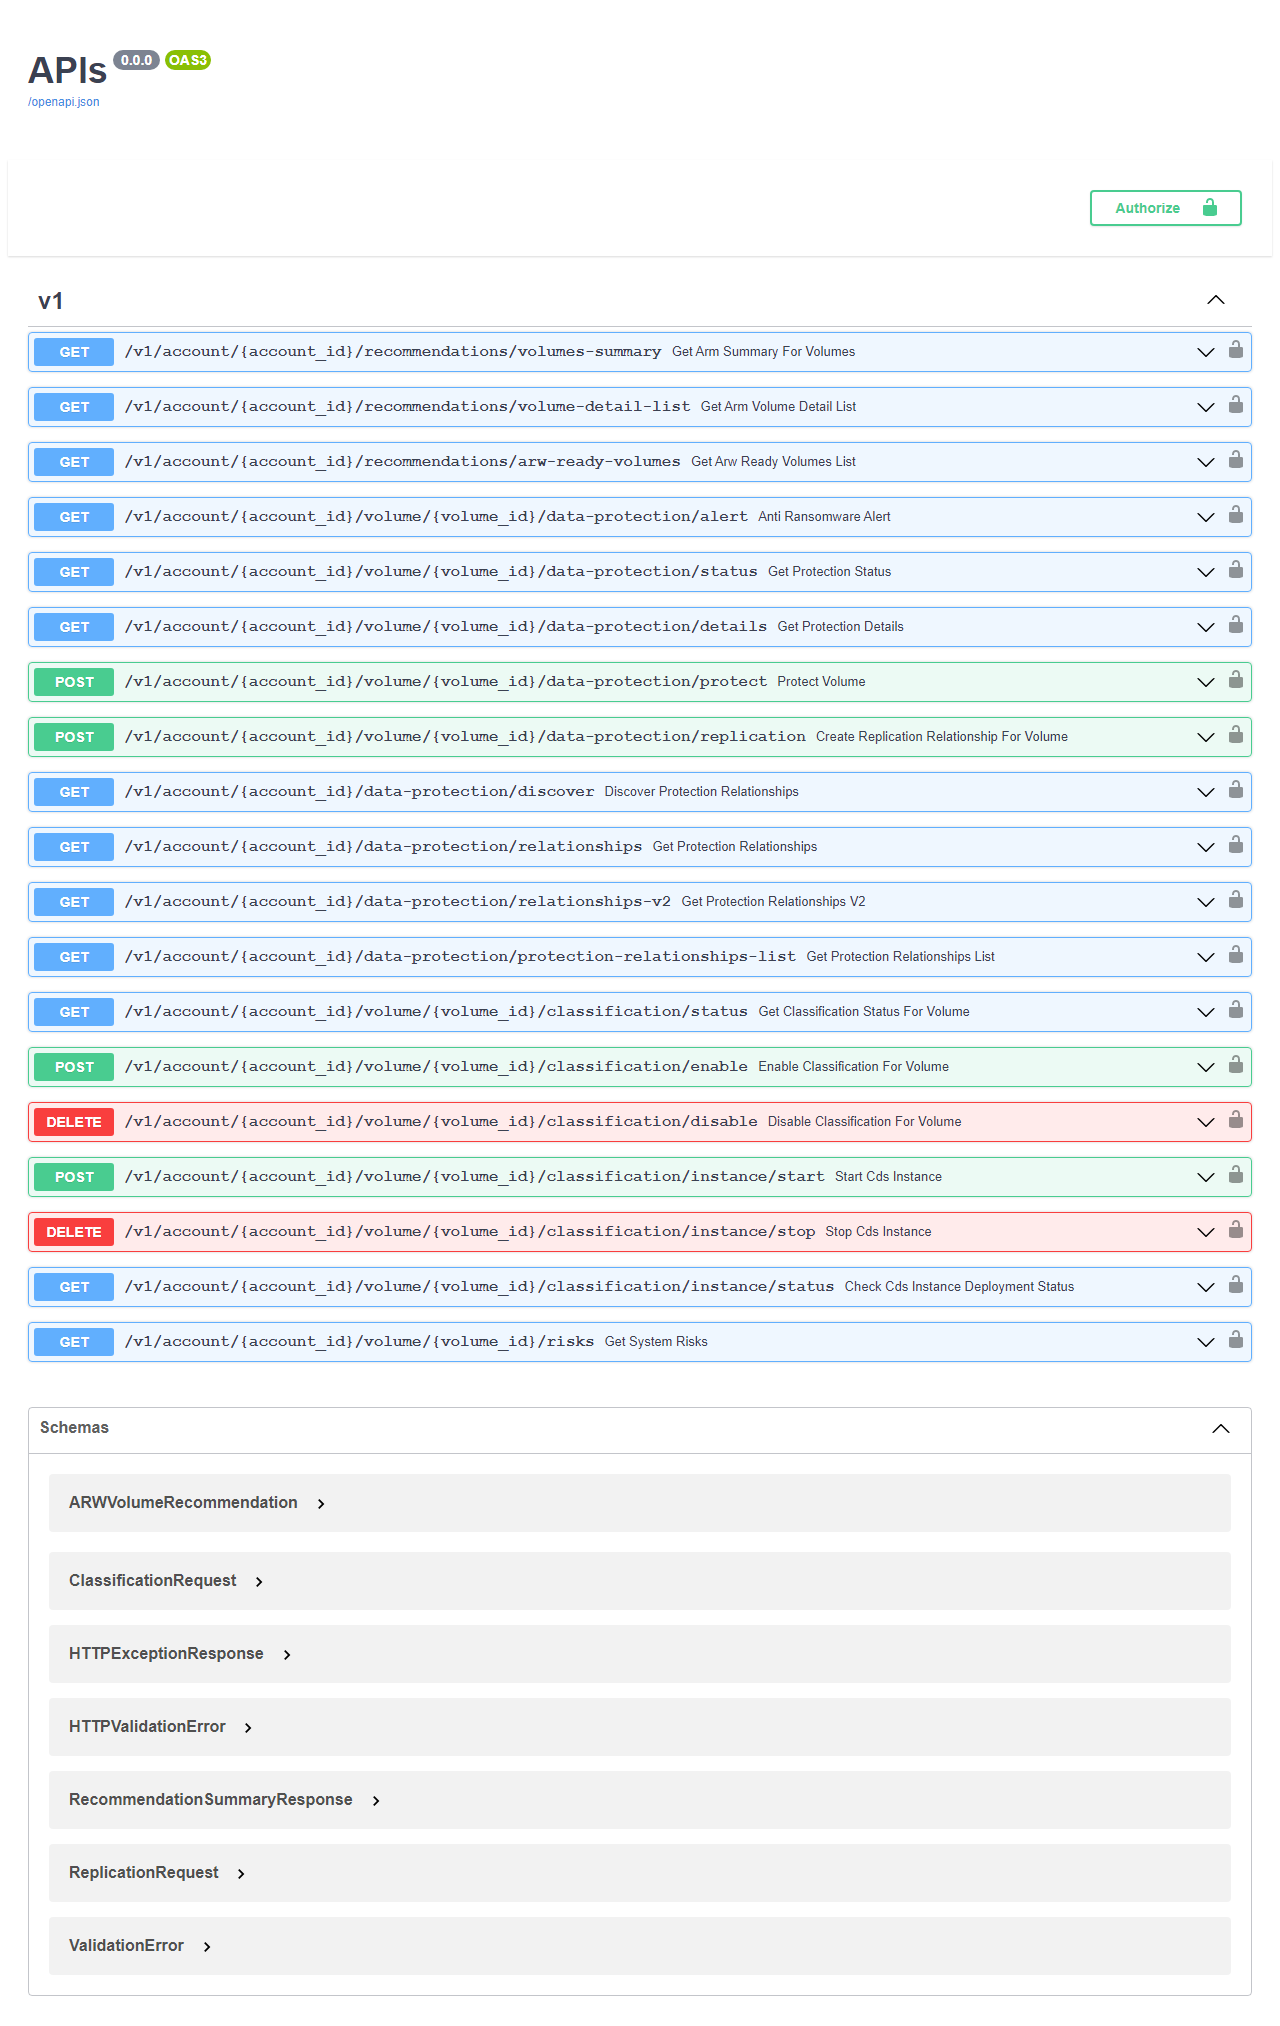 APIs 0.0.0 OAS3
/openapi.json
Authorize
v1
GET /v1/account/{account_id}/recommendations/volumes-summary Get Arm Summary For Volumes
GET /v1/account/{account_id}/recommendations/volume-detail-list Get Arm Volume Detail List
GET /v1/account/{account_id}/recommendations/arw-ready-volumes Get Arw Ready Volumes List
GET /v1/account/{account_id}/volume/{volume_id}/data-protection/alert Anti Ransomware Alert
GET /v1/account/{account_id}/volume/{volume_id}/data-protection/status Get Protection Status
GET /v1/account/{account_id}/volume/{volume_id}/data-protection/details Get Protection Details
POST /v1/account/{account_id}/volume/{volume_id}/data-protection/protect Protect Volume
POST /v1/account/{account_id}/volume/{volume_id}/data-protection/replication Create Replication Relationship For Volume
GET /v1/account/{account_id}/data-protection/discover Discover Protection Relationships
GET /v1/account/{account_id}/data-protection/relationships Get Protection Relationships
GET /v1/account/{account_id}/data-protection/relationships-v2 Get Protection Relationships V2
GET /v1/account/{account_id}/data-protection/protection-relationships-list Get Protection Relationships List
GET /v1/account/{account_id}/volume/{volume_id}/classification/status Get Classification Status For Volume
POST /v1/account/{account_id}/volume/{volume_id}/classification/enable Enable Classification For Volume
DELETE /v1/account/{account_id}/volume/{volume_id}/classification/disable Disable Classification For Volume
POST /v1/account/{account_id}/volume/{volume_id}/classification/instance/start Start Cds Instance
DELETE /v1/account/{account_id}/volume/{volume_id}/classification/instance/stop Stop Cds Instance
GET /v1/account/{account_id}/volume/{volume_id}/classification/instance/status Check Cds Instance Deployment Status
GET /v1/account/{account_id}/volume/{volume_id}/risks Get System Risks
Schemas
ARWVolumeRecommendation
ClassificationRequest
HTTPExceptionResponse
HTTPValidationError
RecommendationSummaryResponse
ReplicationRequest
ValidationError